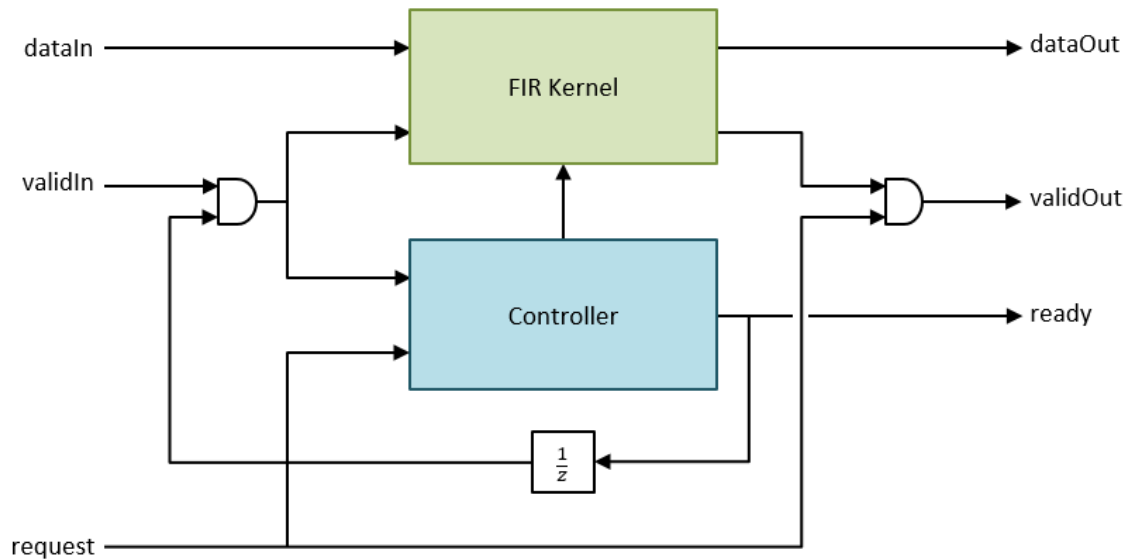 dataIn
FIR Kernel
dataOut
validIn
validOut
Controller
ready
1
z
request